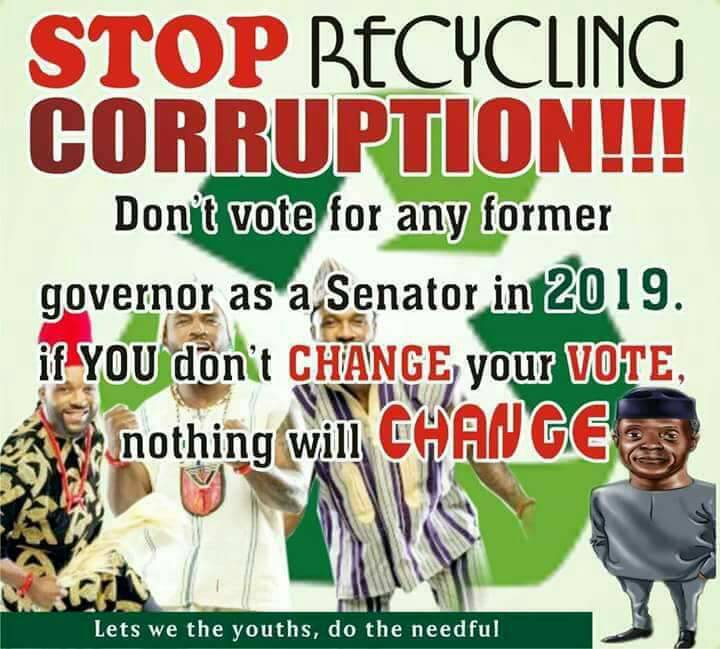 STOP RECYCLING
CORRUPTION!!!
Don't vote for any former
governor as a Senator in 2019.
if YOU don't CHANGE your VOTE,
nothing will CHANGE
Lets we the youths, do the needful